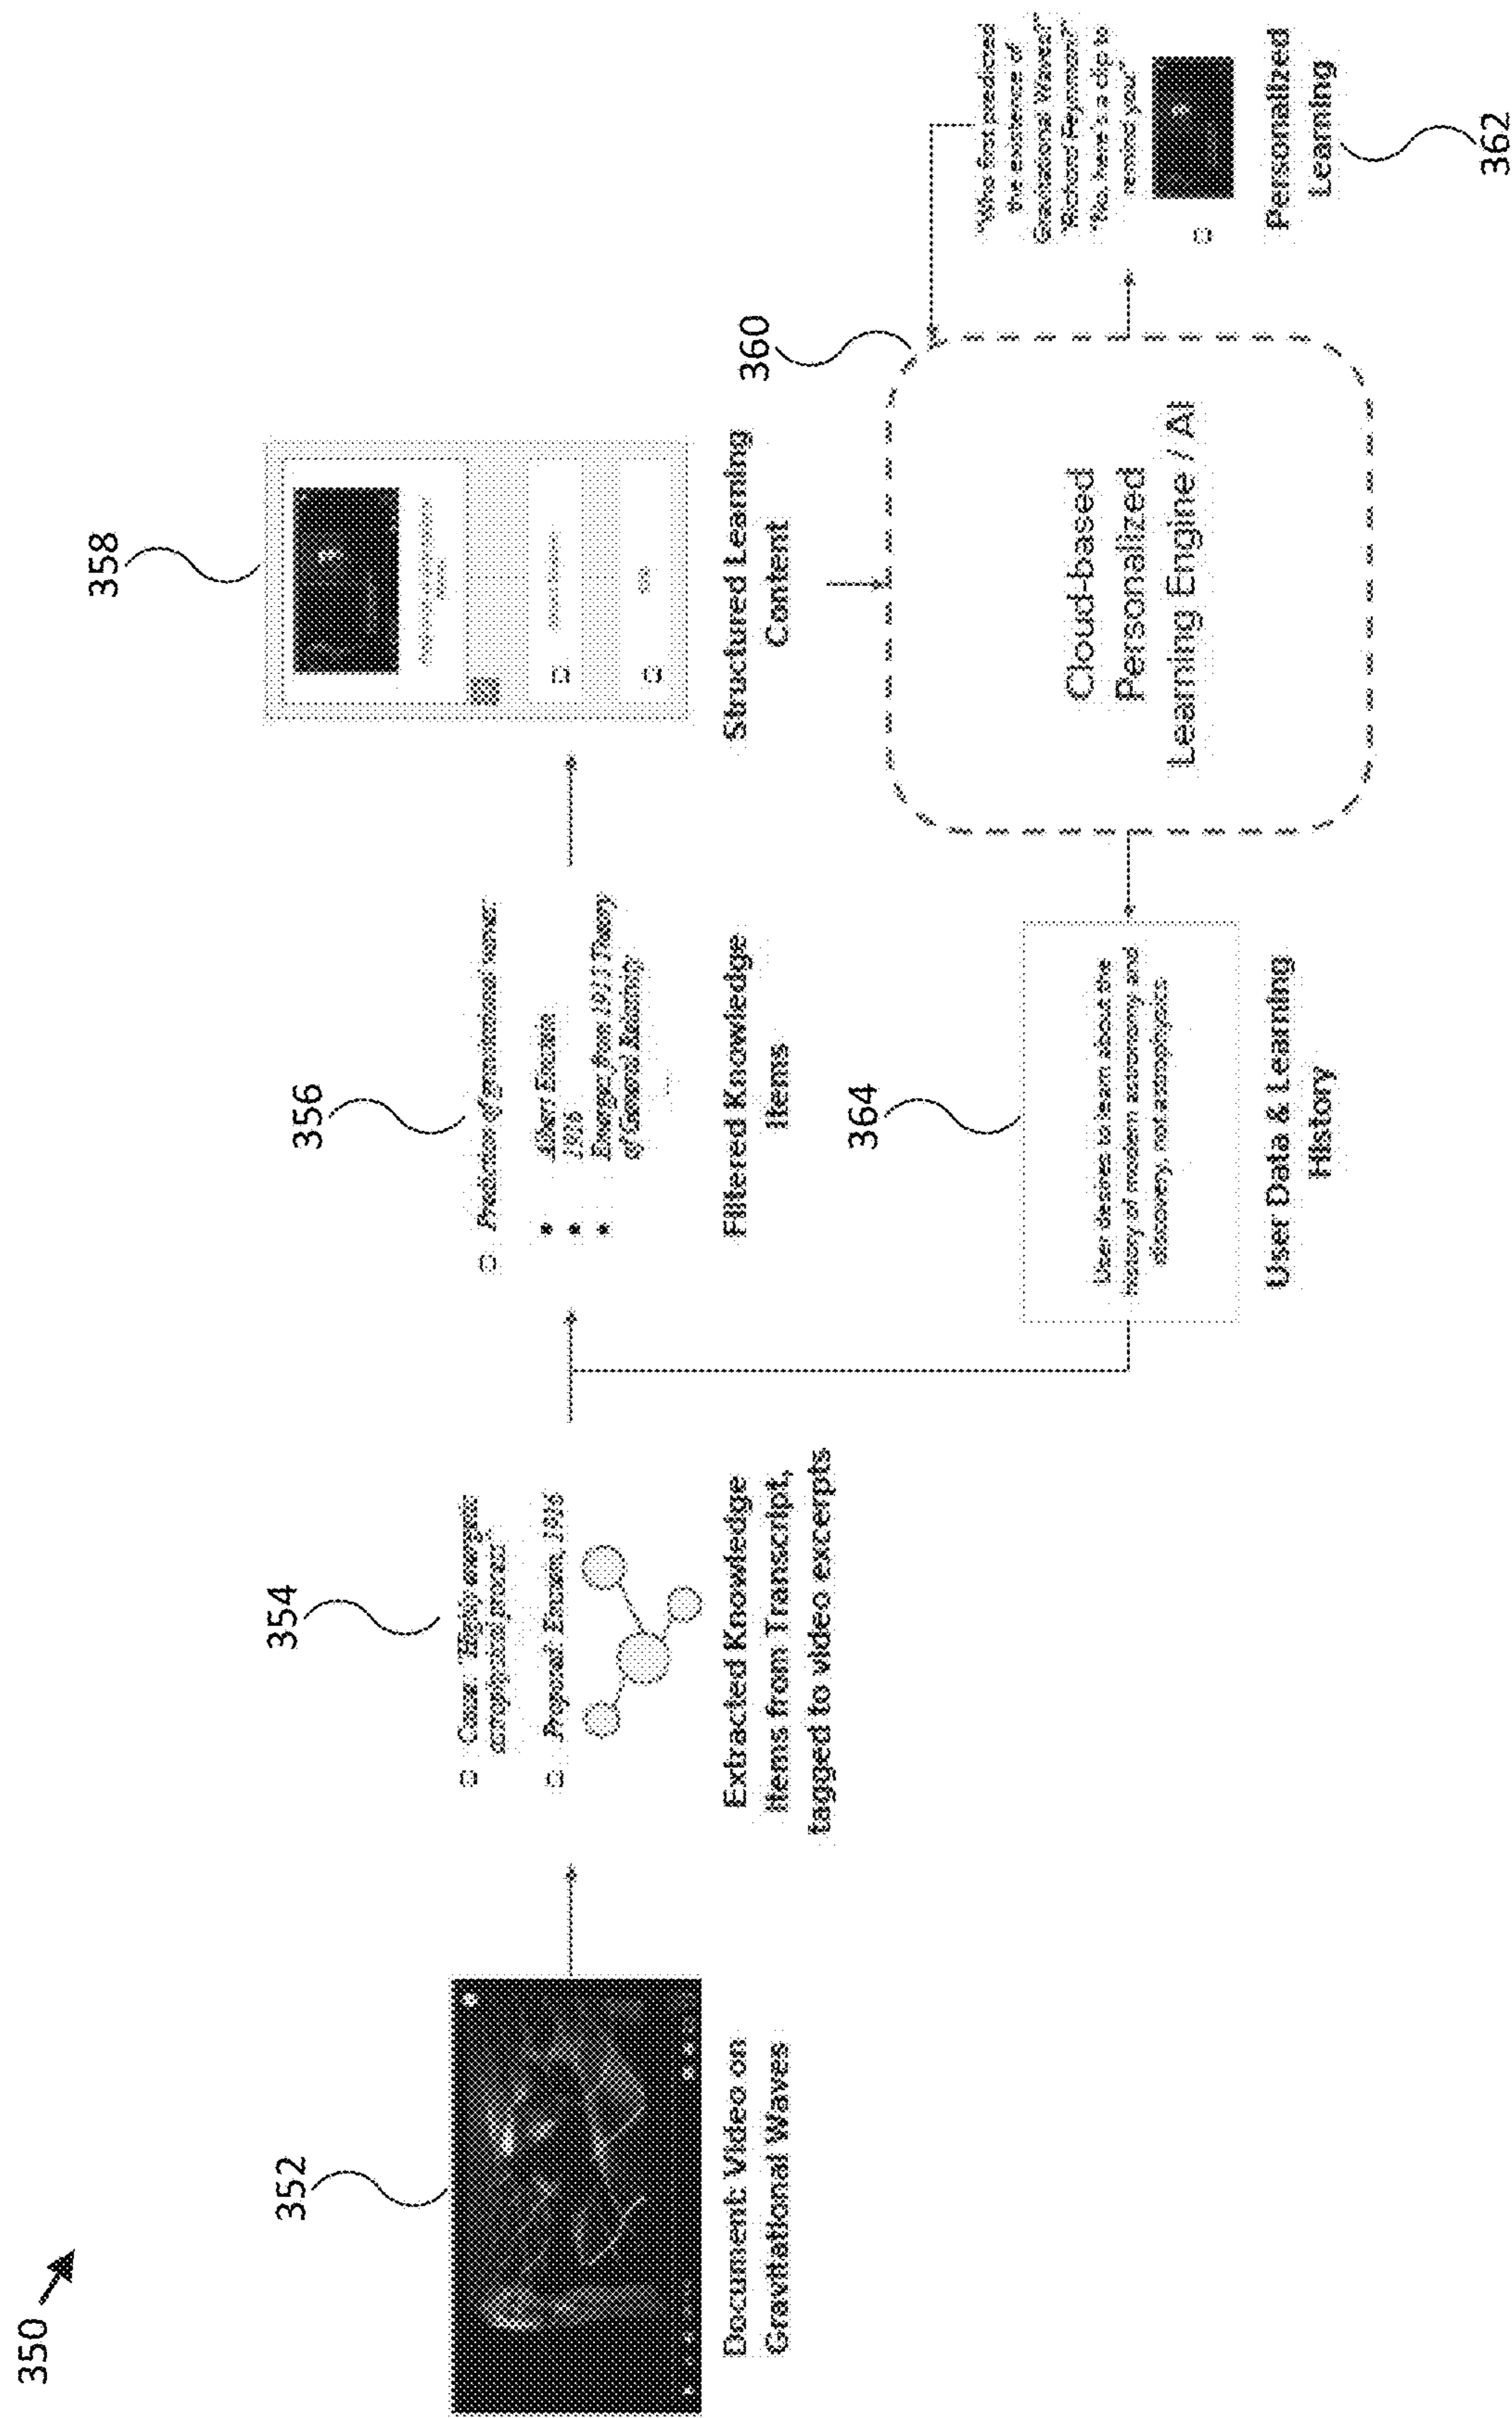 350
352
Document: Video on
Gravitational Waves
354
Cause: "Highly energetic
astrophysical process"
Proposal: Einstein, 1916
Extracted Knowledge
Items from Transcript,
tagged to video excerpts
356
Prediction of gravitational waves:
Albert Einstein
1916
Emerges from 1911 Theory
of General Relativity
Filtered Knowledge
Items
358
Structured Learning
Content
360
Cloud-based
Personalized
Learning Engine / AI
"Who first predicted
the existence of
Gravitational Waves?"
"Richard Feynman?"
"No, here's a clip to
remind you"
Personalized
Learning
362
364
User desires to learn about the
history of modern astronomy and
discovery, not astrophysics
User Data & Learning
History